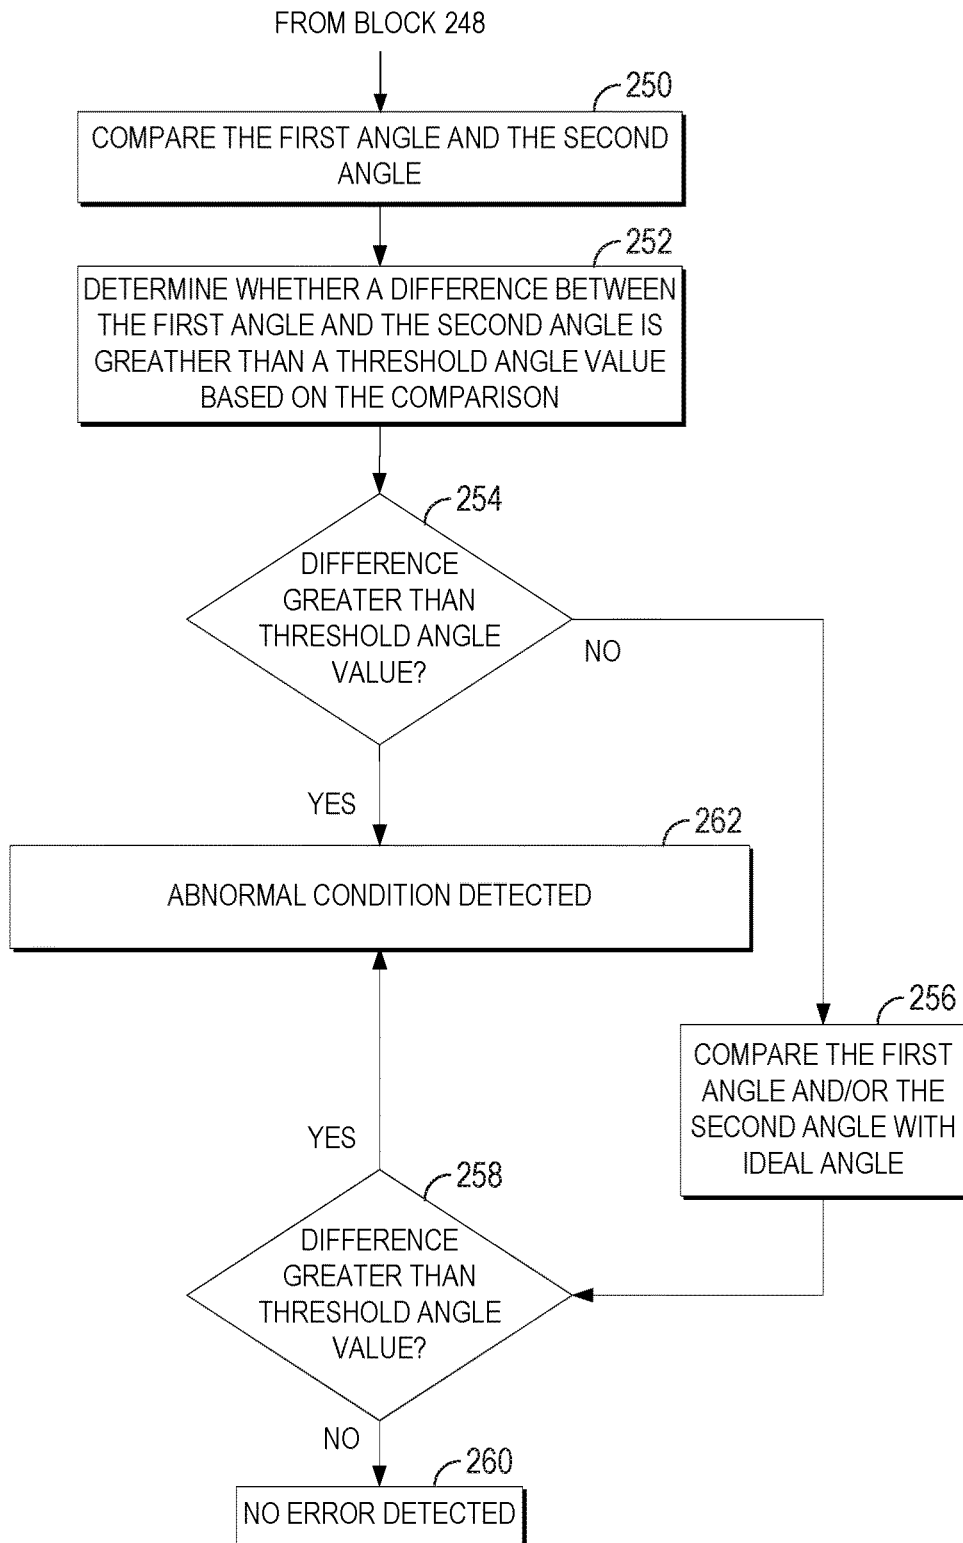 FROM BLOCK 248
250
COMPARE THE FIRST ANGLE AND THE SECOND
ANGLE
252
DETERMINE WHETHER A DIFFERENCE BETWEEN
THE FIRST ANGLE AND THE SECOND ANGLE IS
GREATHER THAN A THRESHOLD ANGLE VALUE
BASED ON THE COMPARISON
254
DIFFERENCE
GREATER THAN
THRESHOLD ANGLE
VALUE?
NO
YES
262
ABNORMAL CONDITION DETECTED
256
COMPARE THE FIRST
ANGLE AND/OR THE
SECOND ANGLE WITH
IDEAL ANGLE
YES
258
DIFFERENCE
GREATER THAN
THRESHOLD ANGLE
VALUE?
NO
260
NO ERROR DETECTED